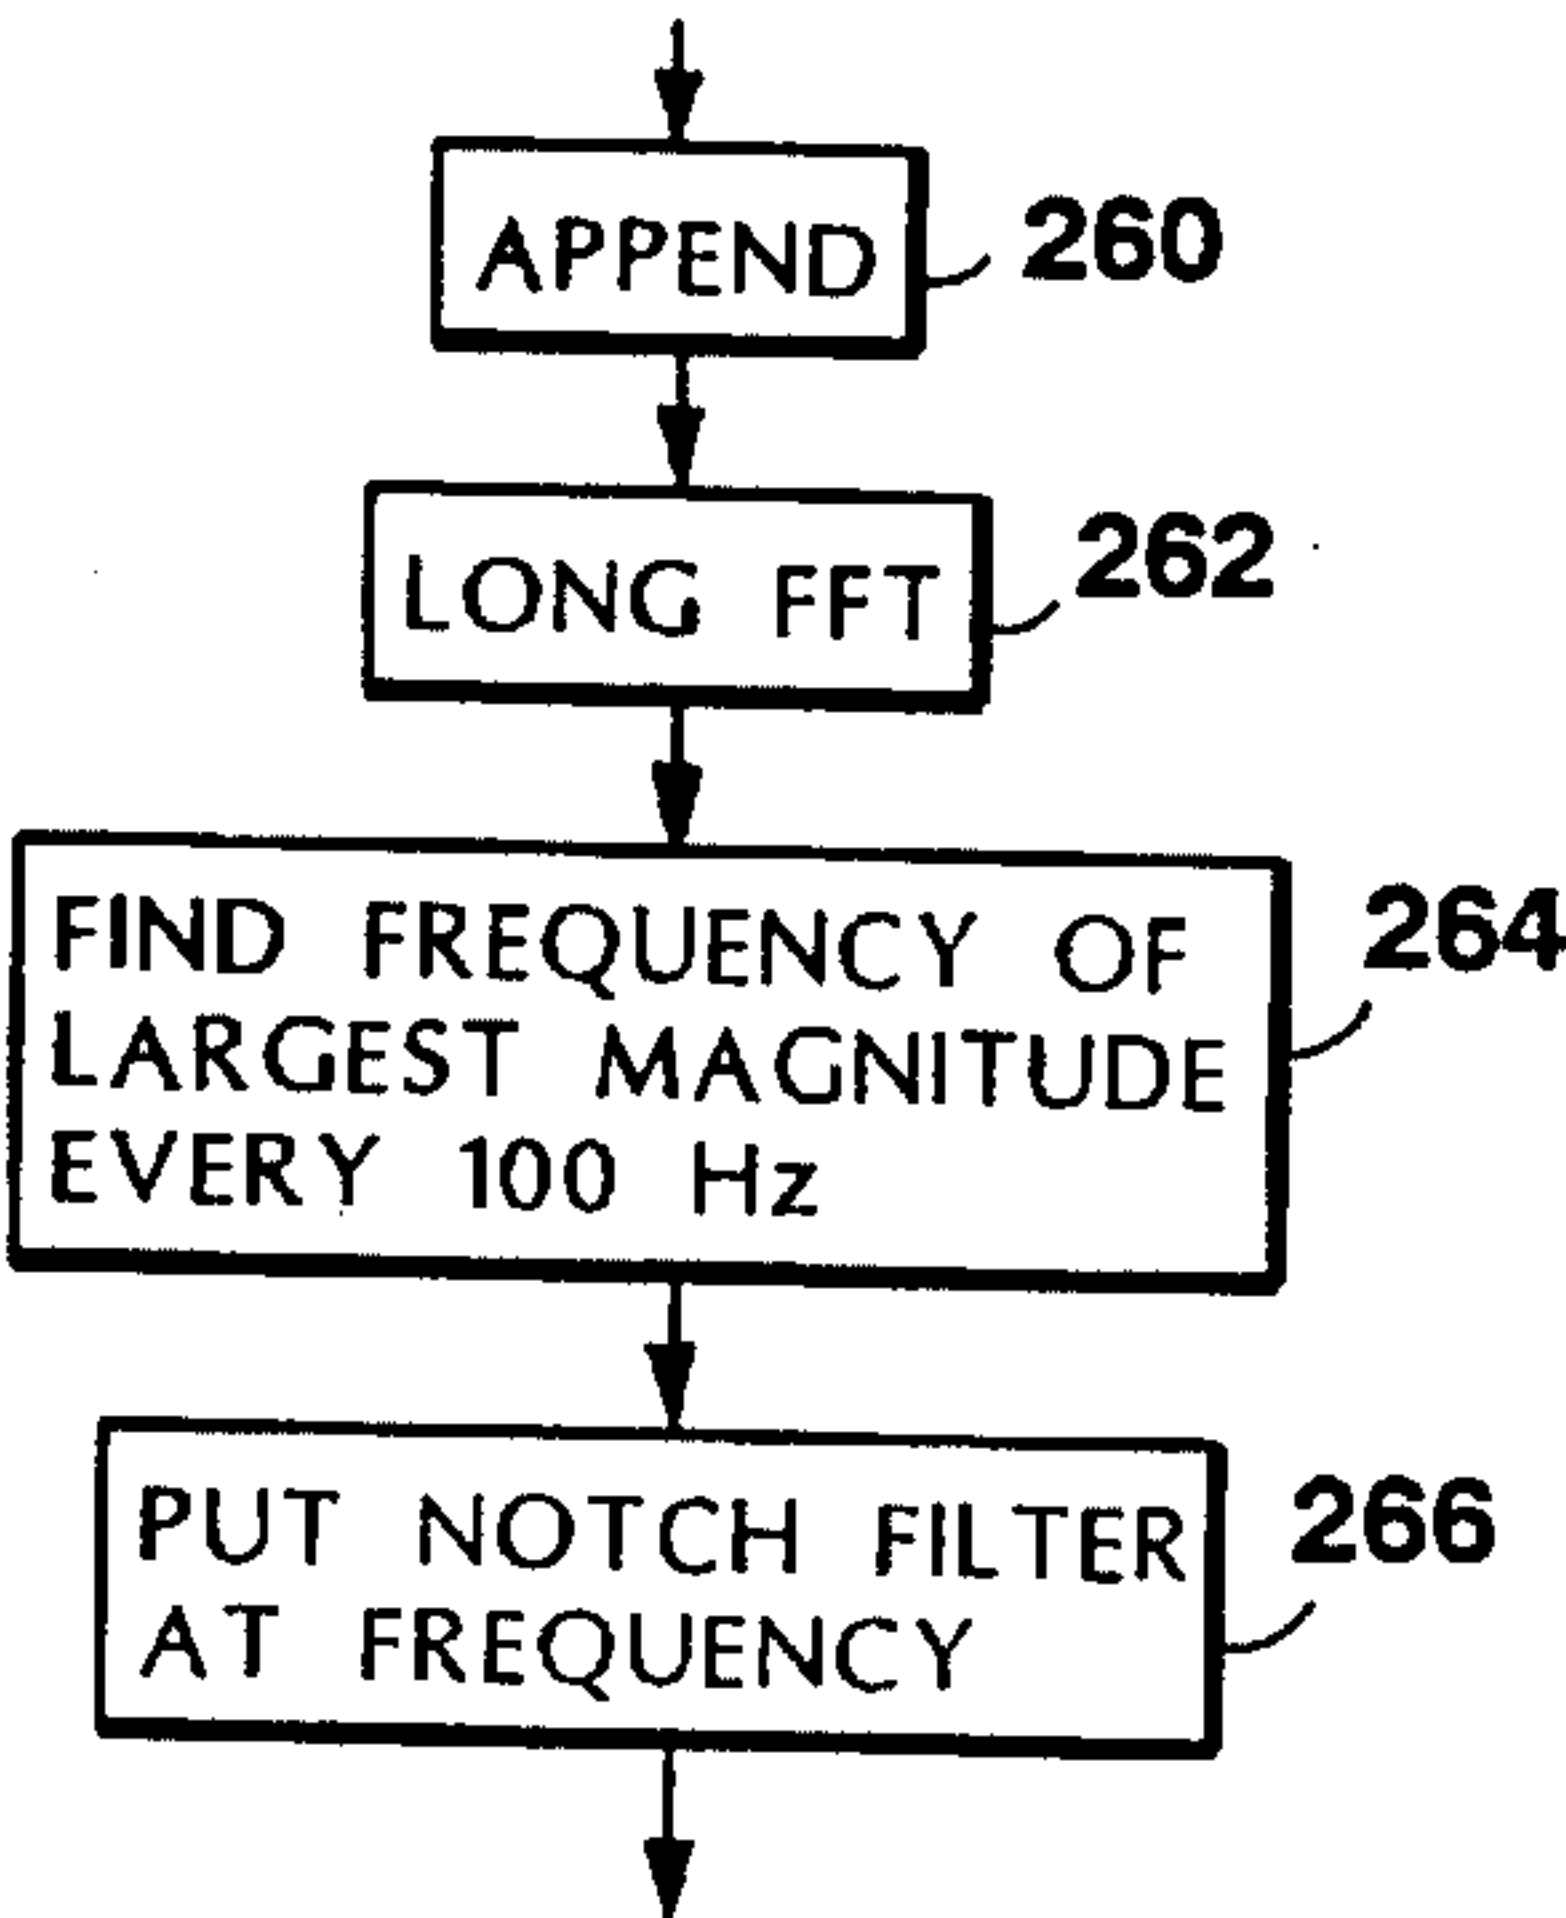 APPEND
260
LONG FFT
262
FIND FREQUENCY OF
LARGEST MAGNITUDE
EVERY 100 Hz
264
PUT NOTCH FILTER
AT FREQUENCY
266